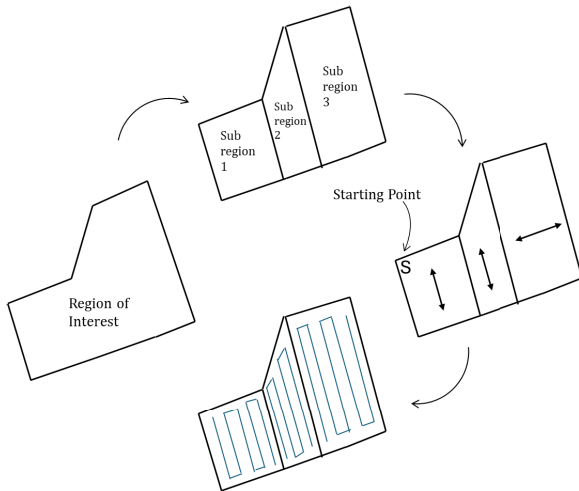 Region of
Interest
Sub
region
1
Sub
region
2
Sub
region
3
Starting Point
S